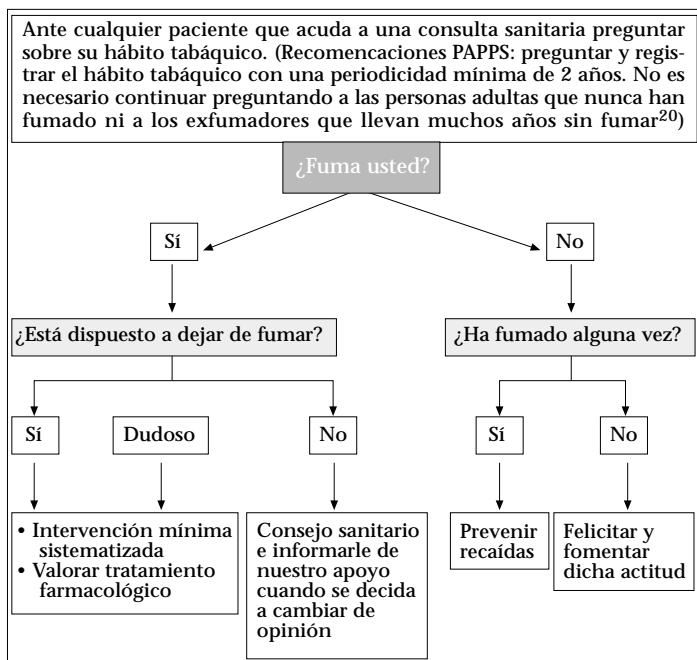 Ante cualquier paciente que acuda a una consulta sanitaria preguntar
sobre su hábito tabáquico. (Recomencaciones PAPPS: preguntar y regis-
trar el hábito tabáquico con una periodicidad mínima de 2 años. No es
necesario continuar preguntando a las personas adultas que nunca han
fumado ni a los exfumadores que llevan muchos años sin fumar20)
¿Fuma usted?
Sí
No
¿Está dispuesto a dejar de fumar?
¿Ha fumado alguna vez?
Sí
Dudoso
No
Sí
No
• Intervención mínima
sistematizada
• Valorar tratamiento
farmacológico
Consejo sanitario
e informarle de
nuestro apoyo
cuando se decida
a cambiar de
opinión
Prevenir
recaídas
Felicitar y
fomentar
dicha actitud